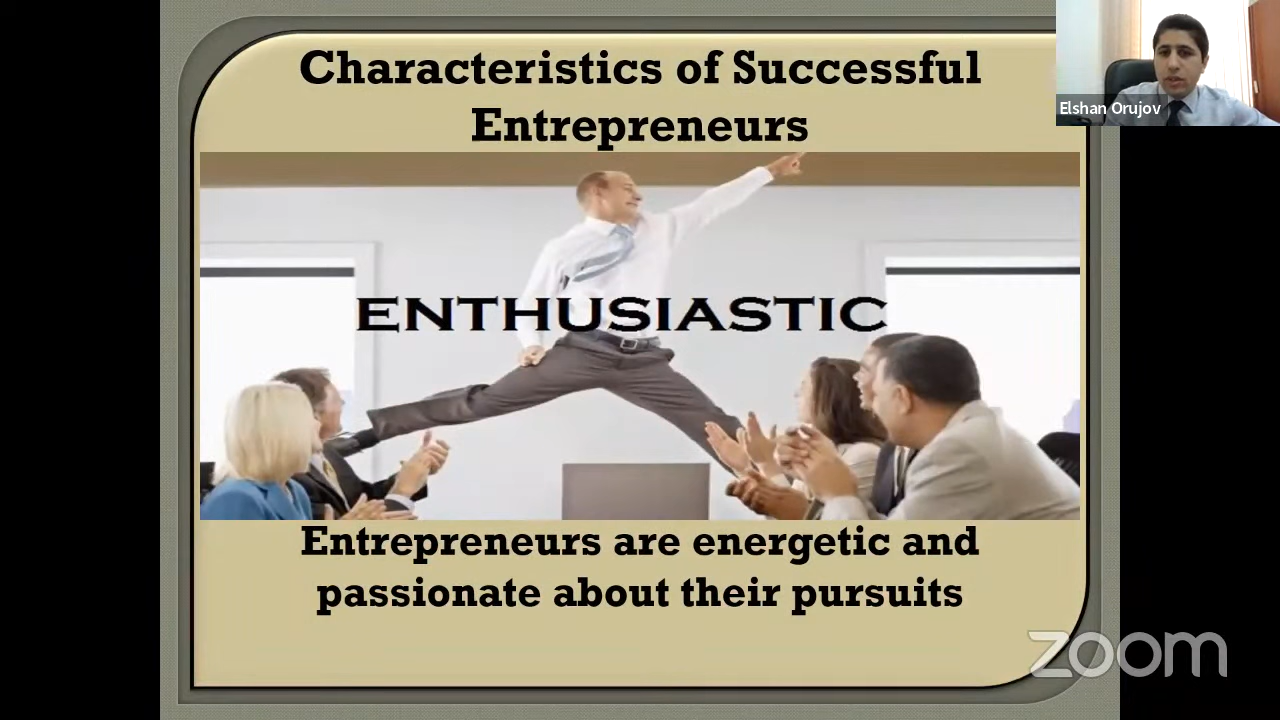 Characteristics of Successful
Entrepreneurs
Elshan Orujov
ENTHUSIASTIC
Entrepreneurs are energetic and
passionate about their pursuits
zoom